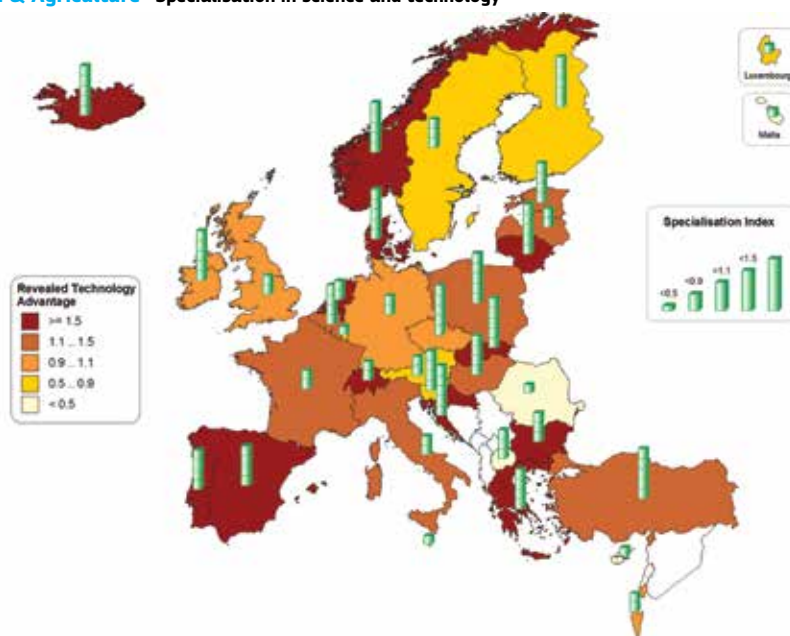 & Agriculture Specialisation in science and technology
Luxembourg
Malta
Specialisation Index
<0.5
<0.9
<1.1
<1.5
Revealed Technology
Advantage
>= 1.5
1.1 .. 1.5
0.9 .. 1.1
0.5 .. 0.9
< 0.5